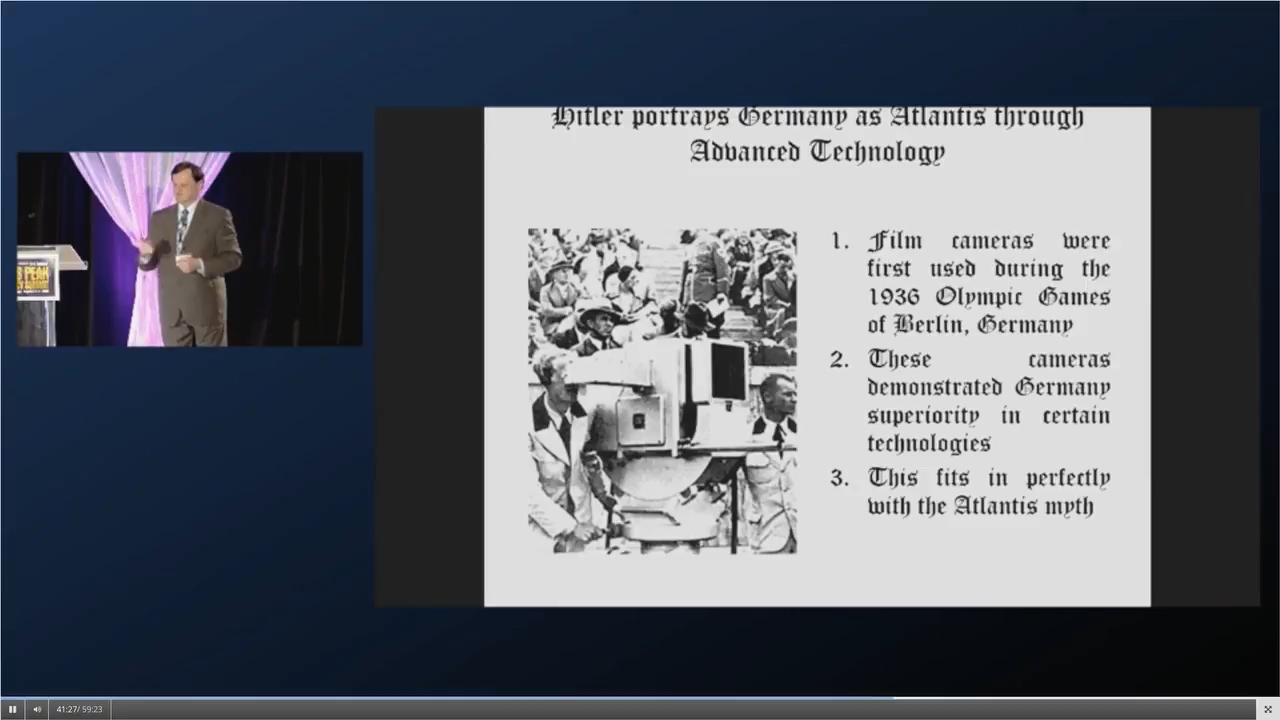 Hitler portrays Germany as Atlantis through
Advanced Technology
1. Film cameras were
first used during the
1936 Olympic Games
of Berlin, Germany
2. These cameras
demonstrated Germany
superiority in certain
technologies
3. This fits in perfectly
with the Atlantis myth
41:27/ 59:23